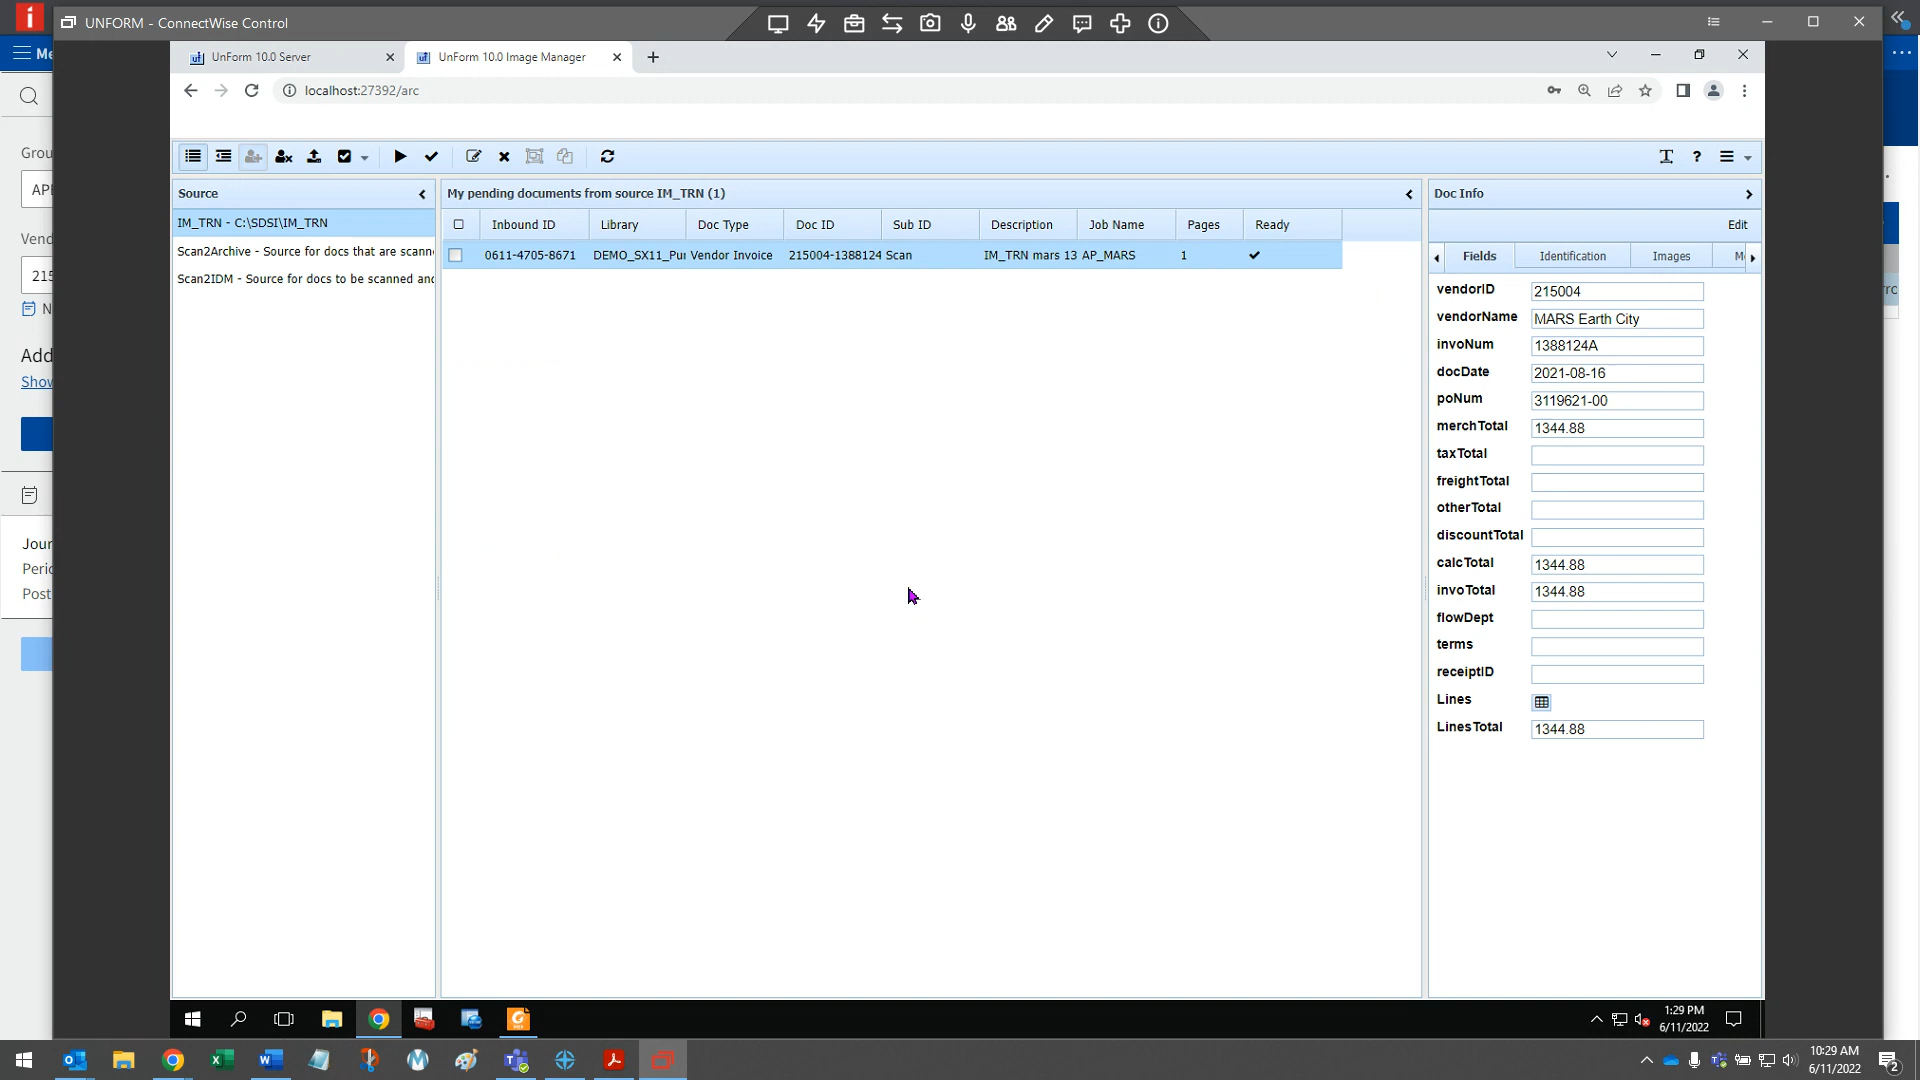 UNFORM - ConnectWise Control
Me
UnForm 10.0 Server
UnForm 10.0 Image Manager
localhost:27392/arc
Grou
API
Vend
215
N
Add
Show
Jour
Peric
Post
Source
IM_TRN - C:\SDSI\IM_TRN
Scan2Archive - Source for docs that are scann
Scan2IDM - Source for docs to be scanned and
My pending documents from source IM_TRN (1)
Inbound ID Library Doc Type Doc ID Sub ID Description Job Name Pages Ready
0611-4705-8671 DEMO_SX11_Pur Vendor Invoice 215004-1388124 Scan IM_TRN mars 13 AP_MARS 1
Doc Info
Edit
Fields Identification Images M
vendorID 215004
vendorName MARS Earth City
invoNum 1388124A
docDate 2021-08-16
poNum 3119621-00
merchTotal 1344.88
taxTotal
freightTotal
otherTotal
discountTotal
calcTotal 1344.88
invoTotal 1344.88
flowDept
terms
receiptID
Lines
LinesTotal 1344.88
rro
1:29 PM
6/11/2022
10:29 AM
6/11/2022
2